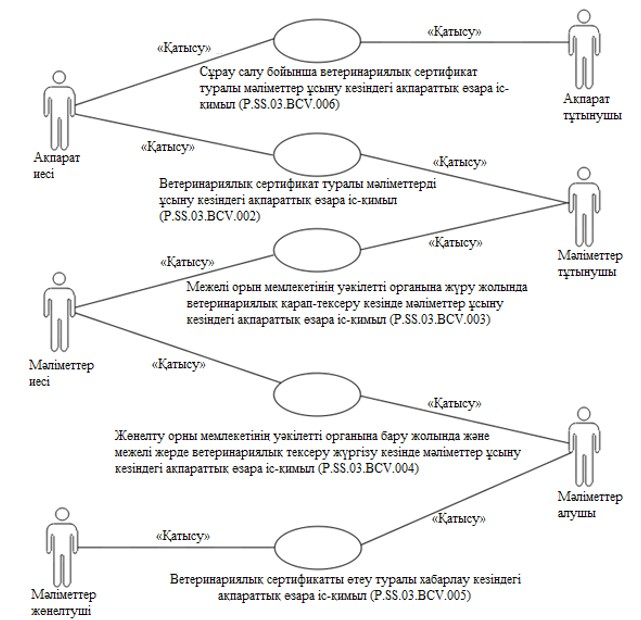 «Қатысу»
«Қатысу»
Сұрау салу бойынша ветеринариялық сертификат
туралы мәліметтер ұсыну кезіндегі ақпараттық өзара іс-
қимыл (P.SS.03.BCV.006)
Ақпарат
тұтынушы
Ақпарат
иесі
«Қатысу»
«Қатысу»
Ветеринариялық сертификат туралы мәліметтерді
ұсыну кезіндегі ақпараттық өзара іс-қимыл
(P.SS.03.BCV.002)
Мәліметтер
тұтынушы
«Қатысу»
«Қатысу»
Межелі орын мемлекетінің уәкілетті органына жүру жолында
ветеринариялық қарап-тексеру кезінде мәліметтер ұсыну
кезіндегі ақпараттық өзара іс-қимыл (P.SS.03.BCV.003)
Мәліметтер
иесі
«Қатысу»
«Қатысу»
Жөнелту орны мемлекетінің уәкілетті органына бару жолында және
межелі жерде ветеринариялық тексеру жүргізу кезінде мәліметтер ұсыну
кезіндегі ақпараттық өзара іс-қимыл (P.SS.03.BCV.004)
Мәліметтер
алушы
«Қатысу»
«Қатысу»
Ветеринариялық сертификатты өтеу туралы хабарлау кезіндегі
ақпараттық өзара іс-қимыл (P.SS.03.BCV.005)
Мәліметтер
жөнелтуші